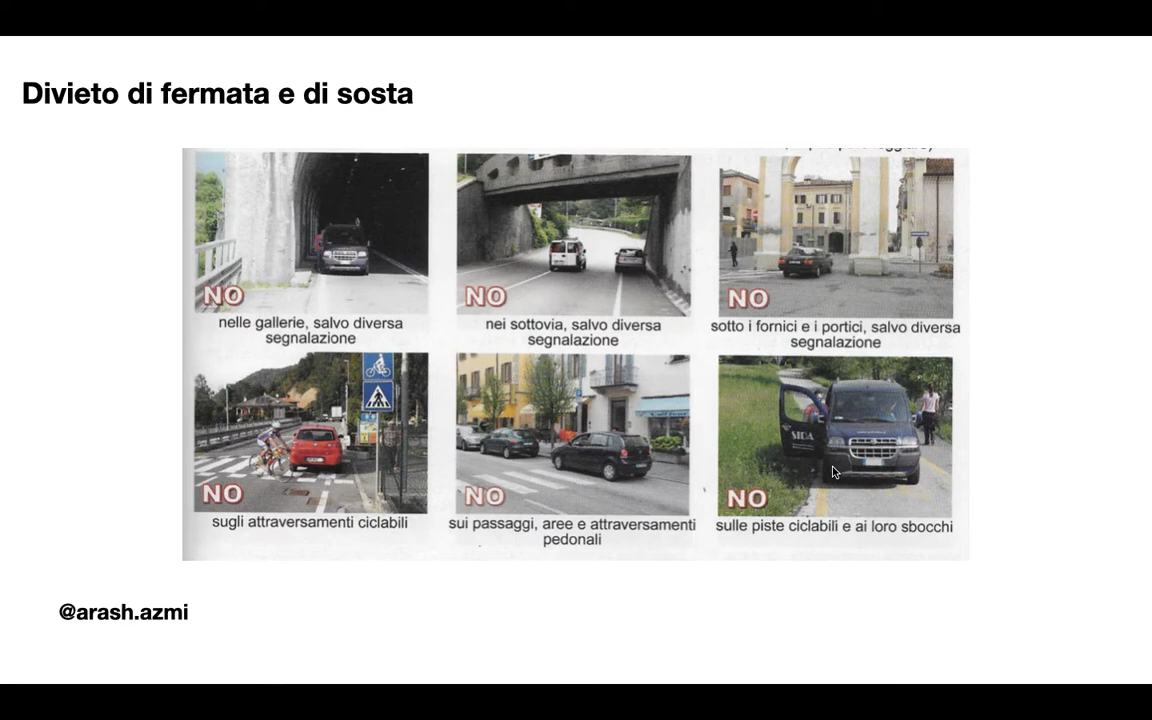 Divieto di fermata e di sosta
NO
NO
NO
nelle gallerie, salvo diversa
segnalazione
nei sottovia, salvo diversa
segnalazione
sotto i fornici e i portici, salvo diversa
segnalazione
NO
NO
NO
SIDA
sugli attraversamenti ciclabili
sui passaggi, aree e attraversamenti
pedonali
sulle piste ciclabili e ai loro sbocchi
@arash.azmi